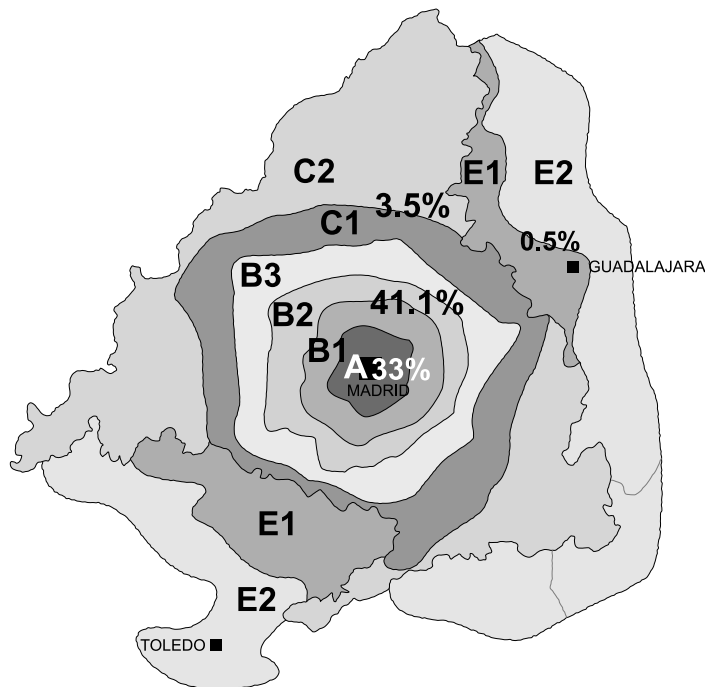 C2
E1
E2
3.5%
C1
0.5%
GUADALAJARA
B3
41.1%
B2
B1
A 33%
MADRID
E1
E2
TOLEDO